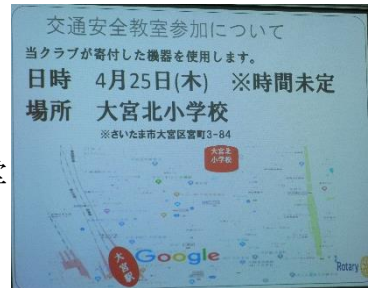 交通安全教室参加について
当クラブが寄付した機器を使用します。
日時 4月25日(木) ※時間未定
場所 大宮北小学校
※さいたま市大宮区宮町3-84
大宮北
小学校
大宮駅
Google
Rotary